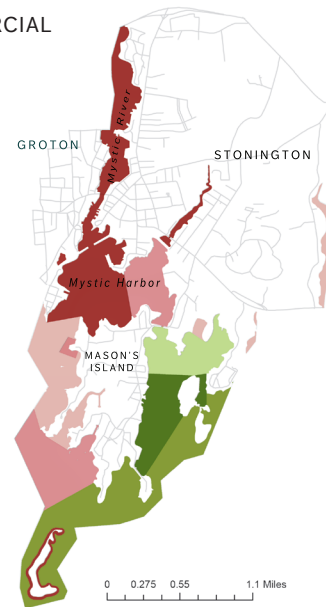 RCIAL
Mystic River
GROTON
STONINGTON
Mystic Harbor
MASON'S
ISLAND
0 0.275 0.55 1.1 Miles